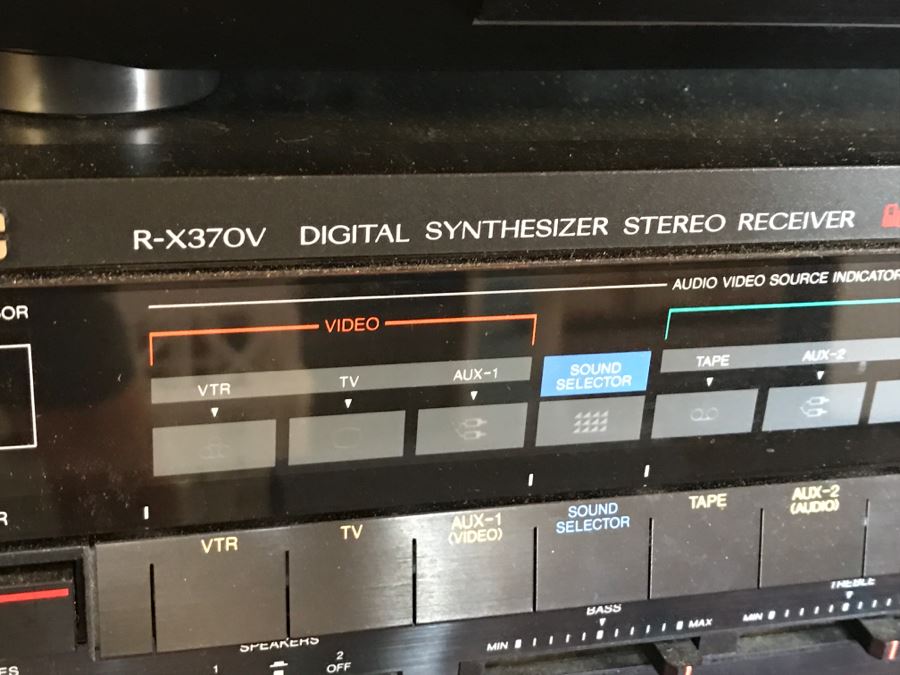 R-X370V DIGITAL SYNTHESIZER STEREO RECEIVER
AUDIO VIDEO SOURCE INDICATOR
VIDEO
VTR TV AUX-1
SOUND
SELECTOR
TAPE AUX-2
VTR TV AUX-1
(VIDEO)
SOUND
SELECTOR
TAPE AUX-2
(AUDIO)
BASS
MIN MAX
TREBLE
MIN
SPEAKERS
1 2
OFF